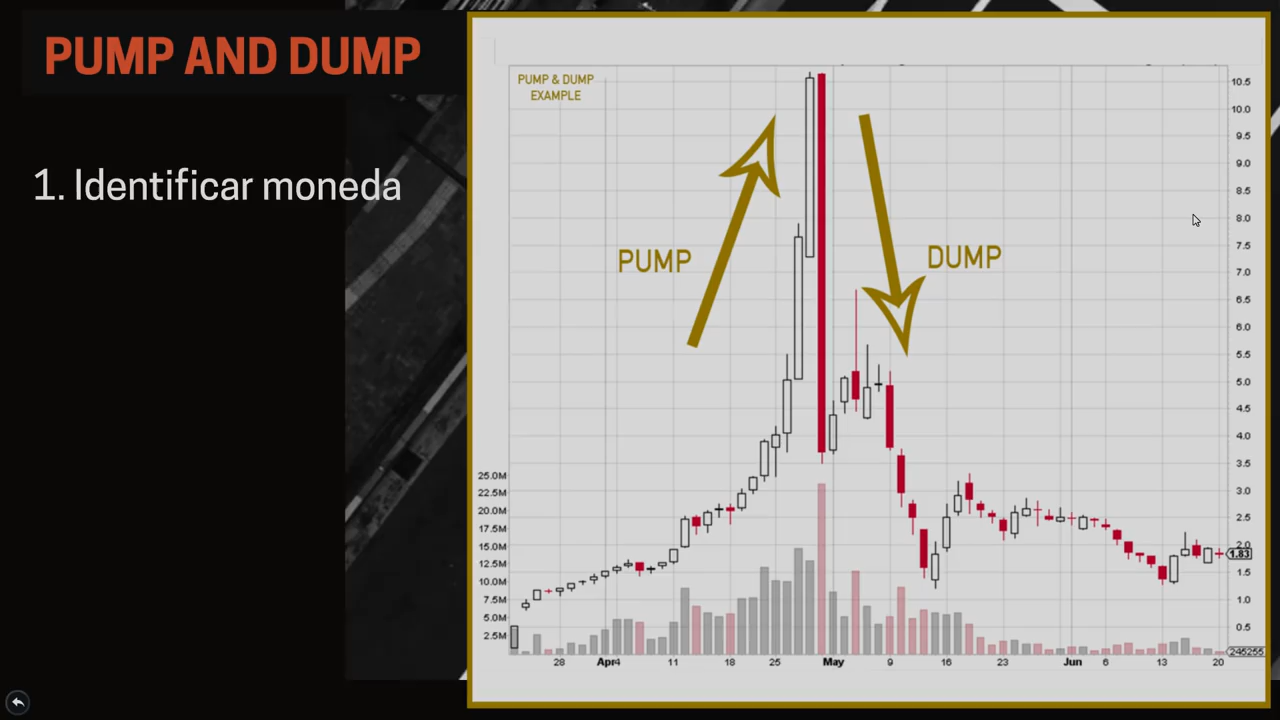 PUMP AND DUMP
1. Identificar moneda
PUMP & DUMP
EXAMPLE
PUMP
DUMP
10.5
10.0
9.5
9.0
8.5
8.0
7.5
7.0
6.5
6.0
5.5
5.0
4.5
4.0
3.5
3.0
2.5
2.0
1.83
1.5
1.0
0.5
245255
25.0M
22.5M
20.0M
17.5M
15.0M
12.5M
10.0M
7.5M
5.0M
2.5M
28 Apr4 11 18 25 May 9 16 23 Jun 6 13 20